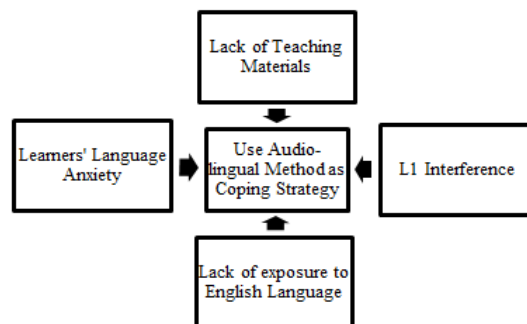 Lack of Teaching
Materials
Learners' Language
Anxiety
Use Audio-
lingual Method as
Coping Strategy
L1 Interference
Lack of exposure to
English Language